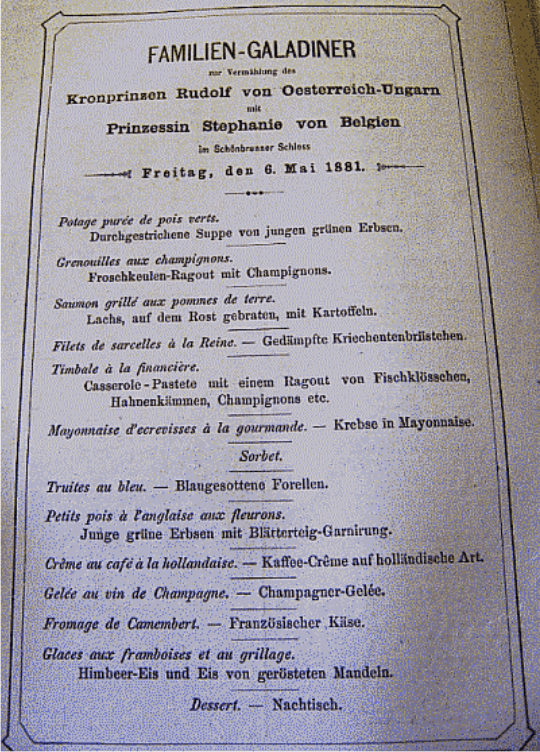 FAMILIEN-GALADINER
zur Vermählung des
Kronprinzen Rudolf von Oesterreich-Ungarn
mit
Prinzessin Stephanie von Belgien
im Schönbrunner Schloss
Freitag, den 6. Mai 1881.
Potage purée de pois verts.
Durchgestrichene Suppe von jungen grünen Erbsen.
Grenouilles aux champignons.
Froschkeulen-Ragout mit Champignons.
Saumon grillé aux pommes de terre.
Lachs, auf dem Rost gebraten, mit Kartoffeln.
Filets de sarcelles à la Reine. — Gedämpfte Kriechentenbrüstchen.
Timbale à la financière.
Casserole-Pastete mit einem Ragout von Fischklösschen,
Hahnenkämmen, Champignons etc.
Mayonnaise d'ecrevisses à la gourmande. — Krebse in Mayonnaise.
Sorbet.
Truites au bleu. — Blaugesottene Forellen.
Petits pois à l'anglaise aux fleurons.
Junge grüne Erbsen mit Blätterteig-Garnirung.
Crême au café à la hollandaise. — Kaffee-Crême auf holländische Art.
Gelée au vin de Champagne. — Champagner-Gelée.
Fromage de Camembert. — Französischer Käse.
Glaces aux framboises et au grillage.
Himbeer-Eis und Eis von gerösteten Mandeln.
Dessert. — Nachtisch.